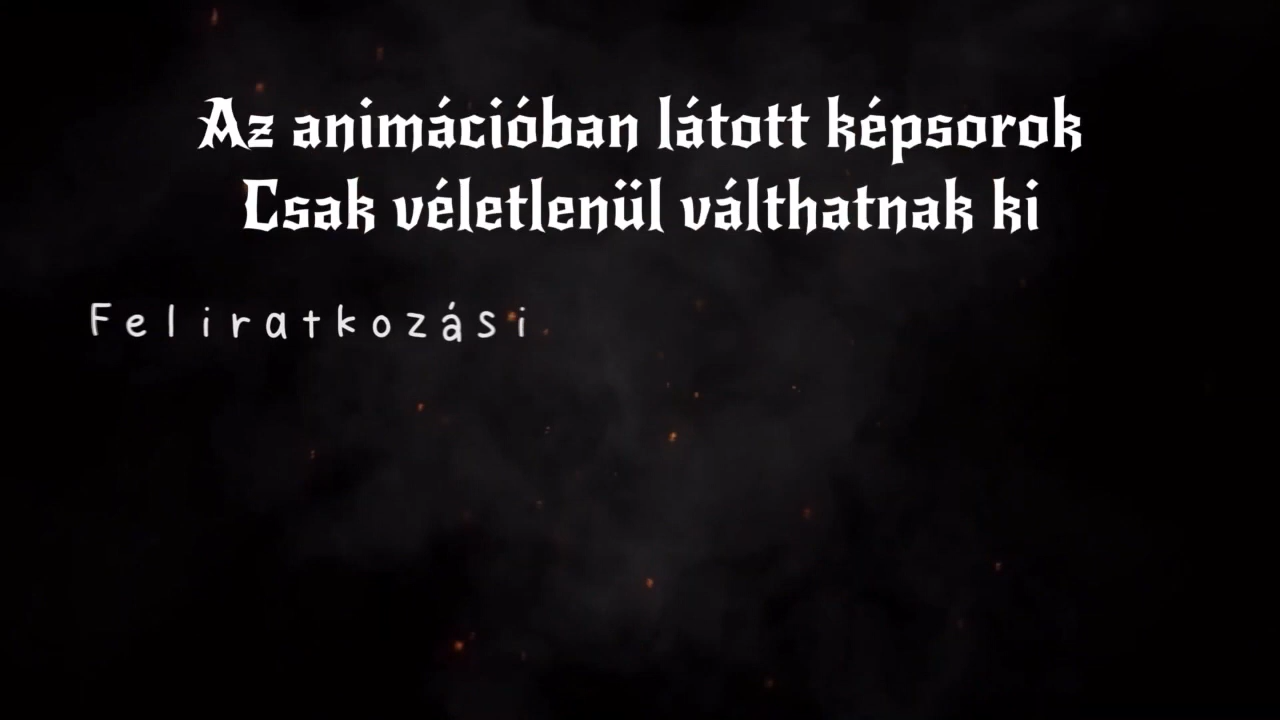 Az animációban látott képsorok
Csak véletlenül válthatnak ki
Feliratkozási